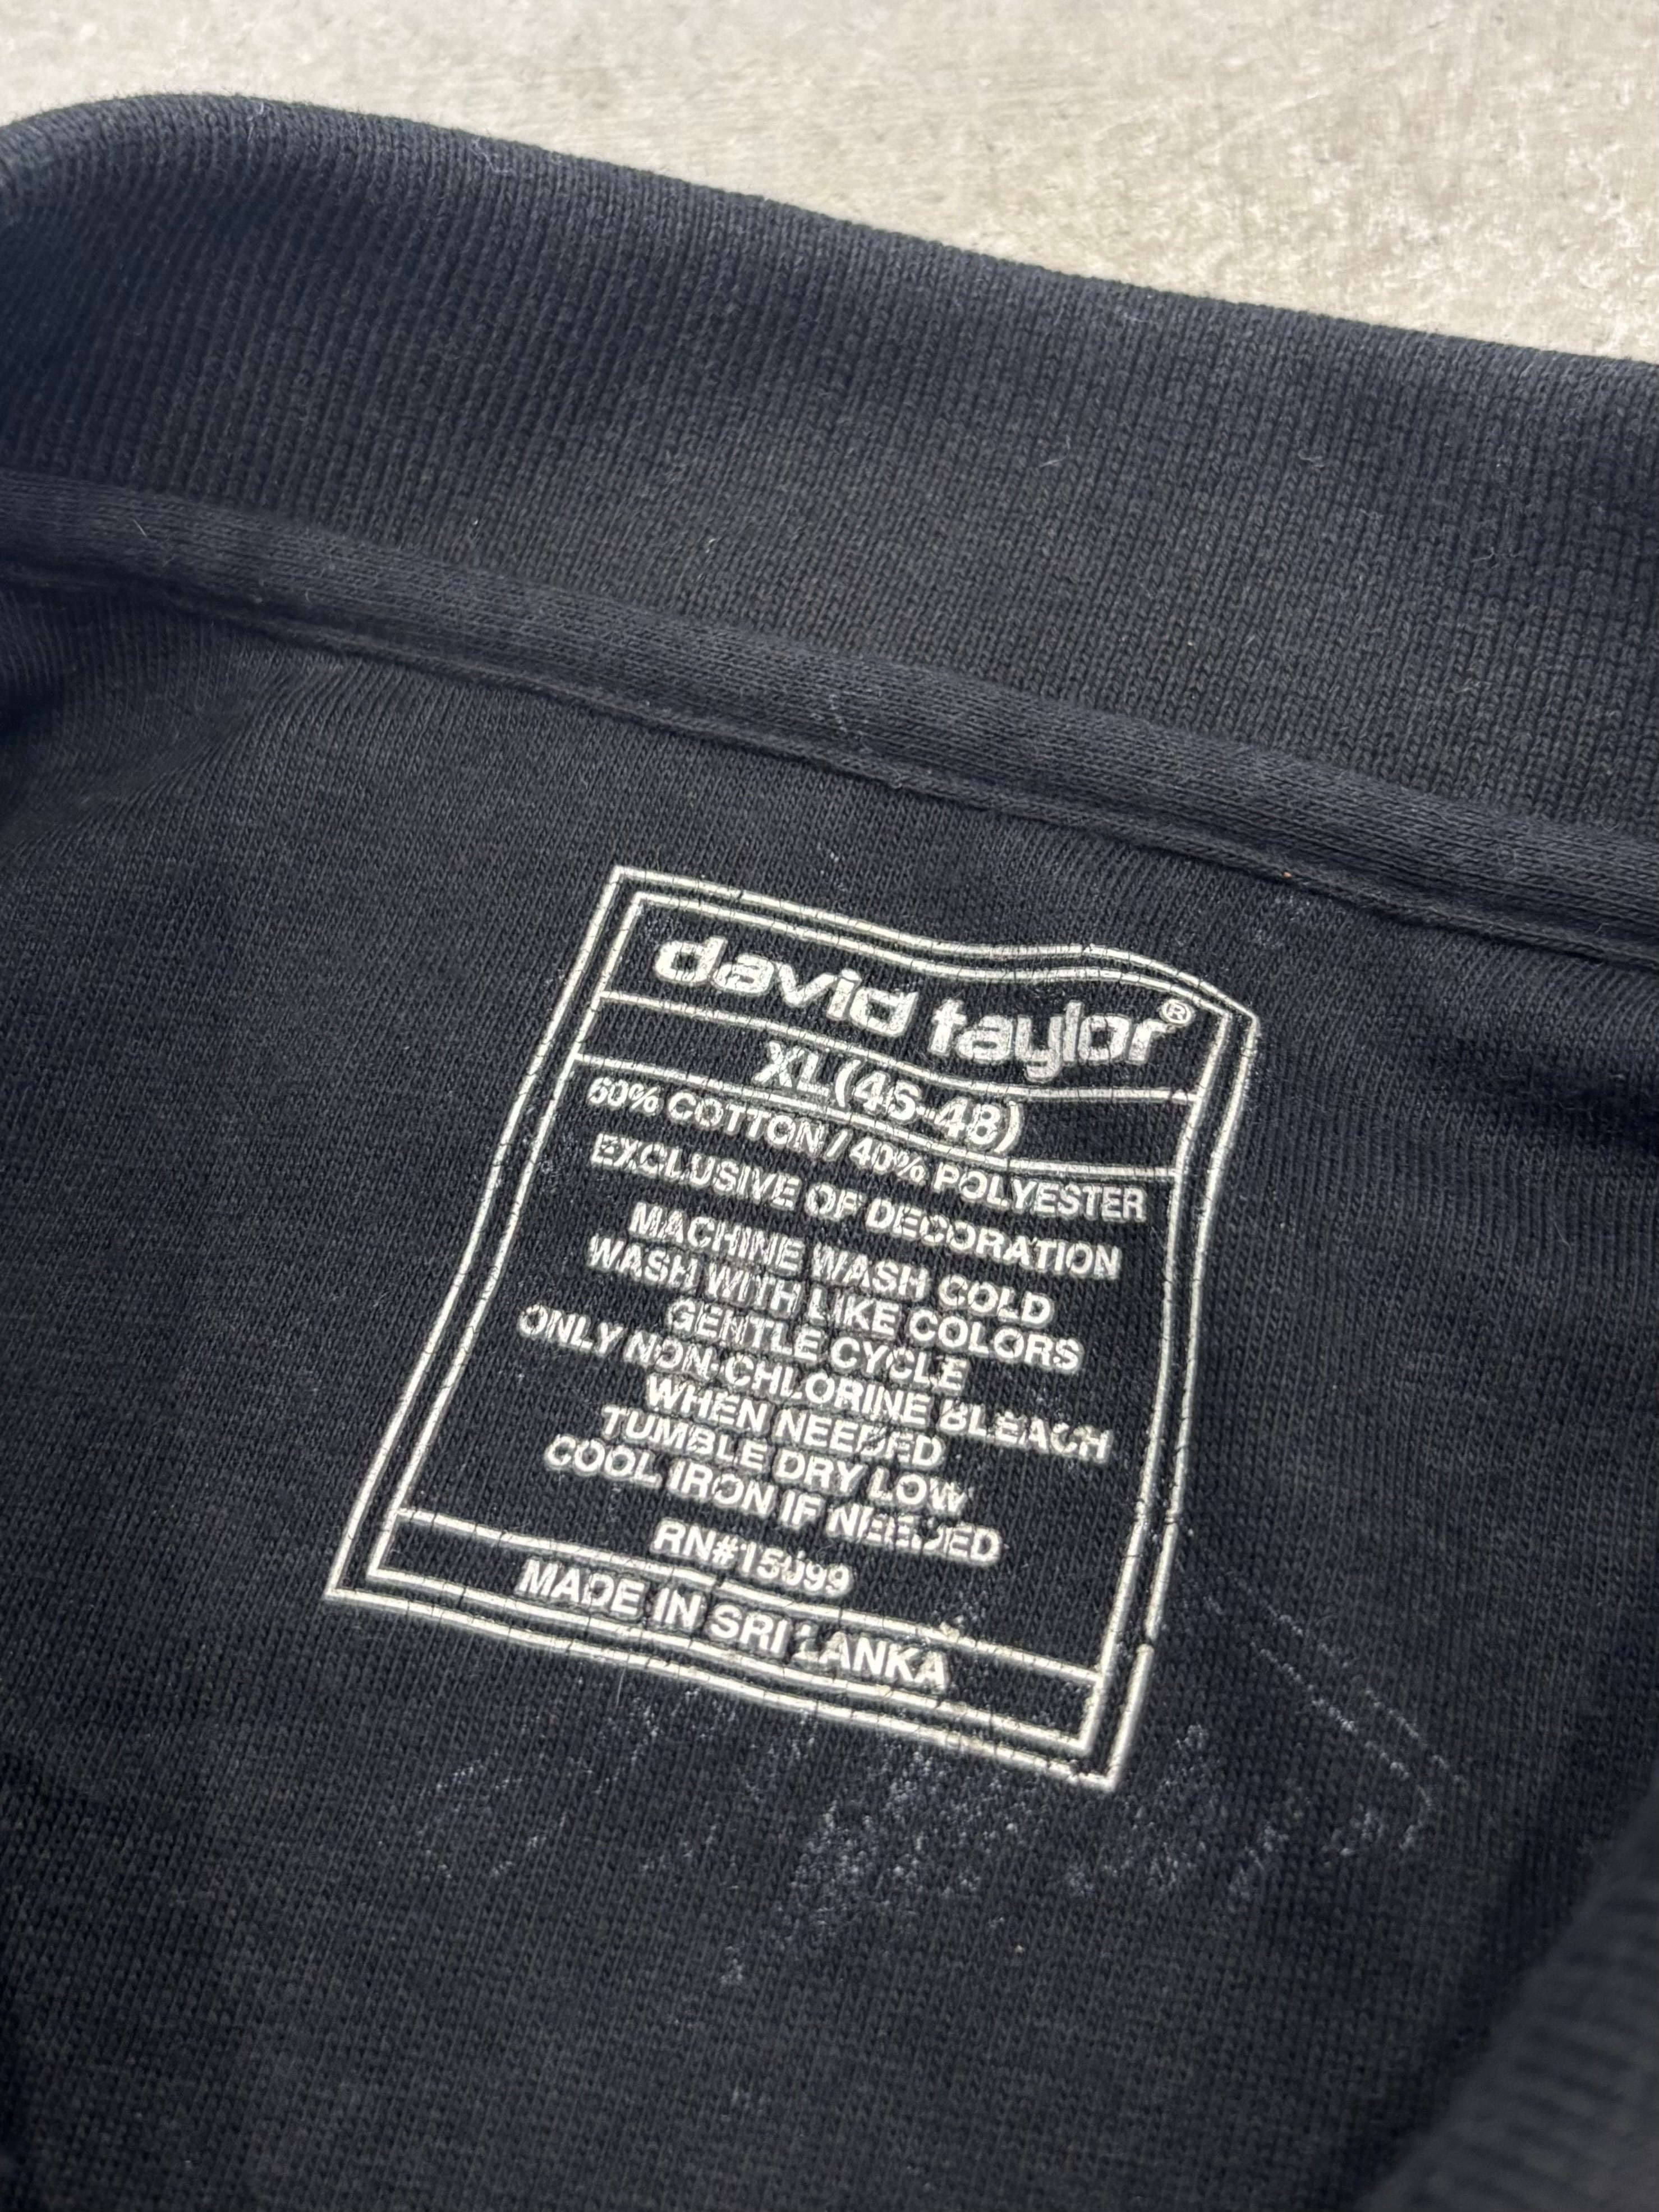 david taylor®
XL(46-48)
60% COTTON / 40% POLYESTER
EXCLUSIVE OF DECORATION
MACHINE WASH COLD
WASH WITH LIKE COLORS
GENTLE CYCLE
ONLY NON-CHLORINE BLEACH
WHEN NEEDED
TUMBLE DRY LOW
COOL IRON IF NEEDED
RN#15099
MADE IN SRI LANKA